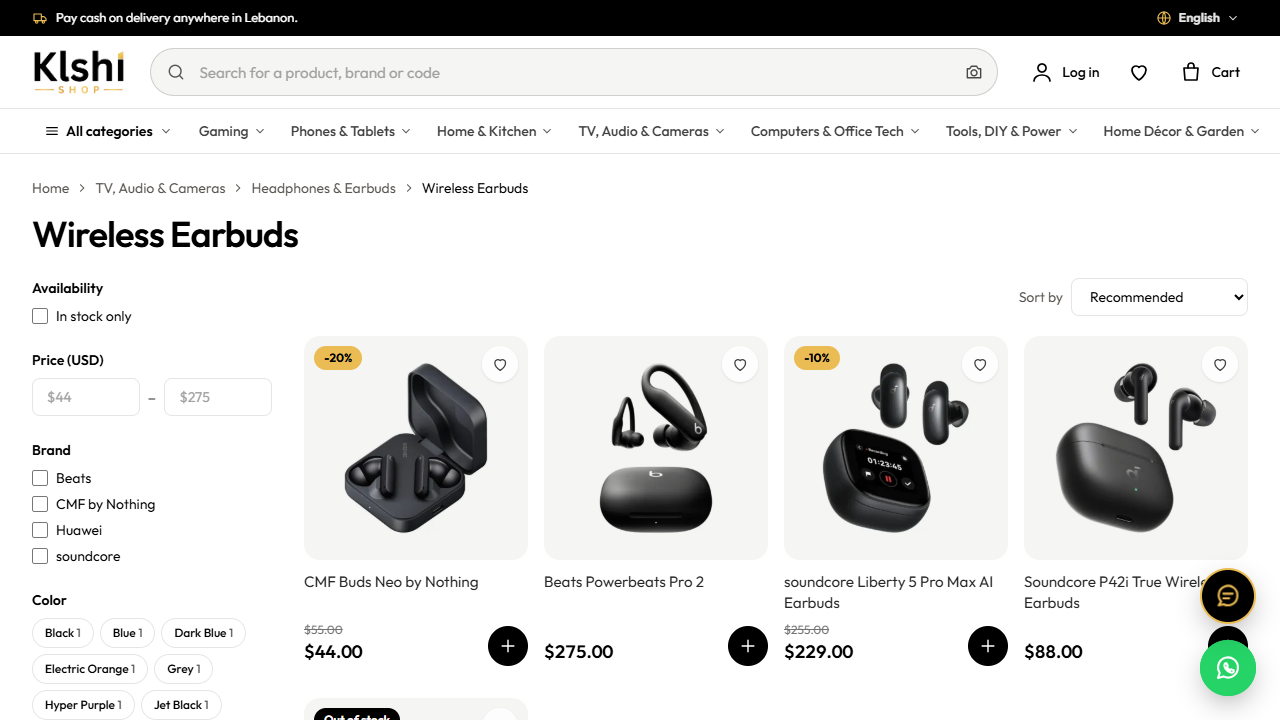 Pay cash on delivery anywhere in Lebanon.
English
Klshi
SHOP
Search for a product, brand or code
Log in
Cart
All categories
Gaming
Phones & Tablets
Home & Kitchen
TV, Audio & Cameras
Computers & Office Tech
Tools, DIY & Power
Home Décor & Garden
Home
TV, Audio & Cameras
Headphones & Earbuds
Wireless Earbuds
Wireless Earbuds
Availability
In stock only
Price (USD)
$44
–
$275
Brand
Beats
CMF by Nothing
Huawei
soundcore
Color
Black 1
Blue 1
Dark Blue 1
Electric Orange 1
Grey 1
Hyper Purple 1
Jet Black 1
Sort by
Recommended
-20%
-10%
Recording
01:23:45
CMF Buds Neo by Nothing
$55.00
$44.00
Beats Powerbeats Pro 2
$275.00
soundcore Liberty 5 Pro Max AI
Earbuds
$255.00
$229.00
Soundcore P42i True Wirele
Earbuds
$88.00
Out of stock